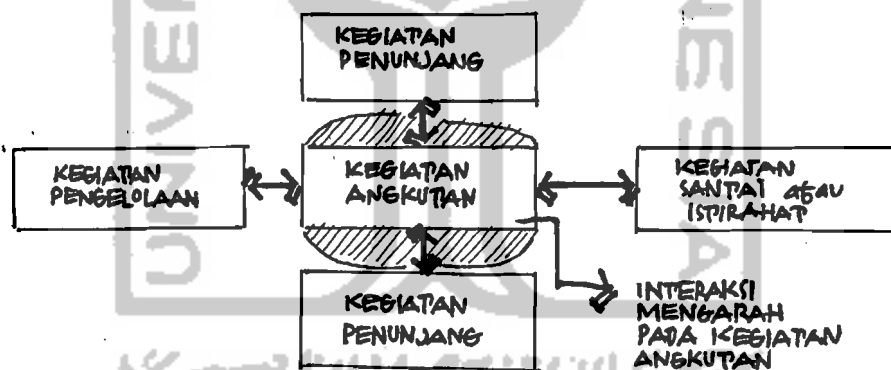 KEGIATAN
PENUNJANG
KEGIATAN
PENGELOLAAN
KEGIATAN
ANGKUTAN
KEGIATAN
SANTAI atau
ISTIRAHAT
KEGIATAN
PENUNJANG
INTERAKSI
MENGARAH
PADA KEGIATAN
ANGKUTAN